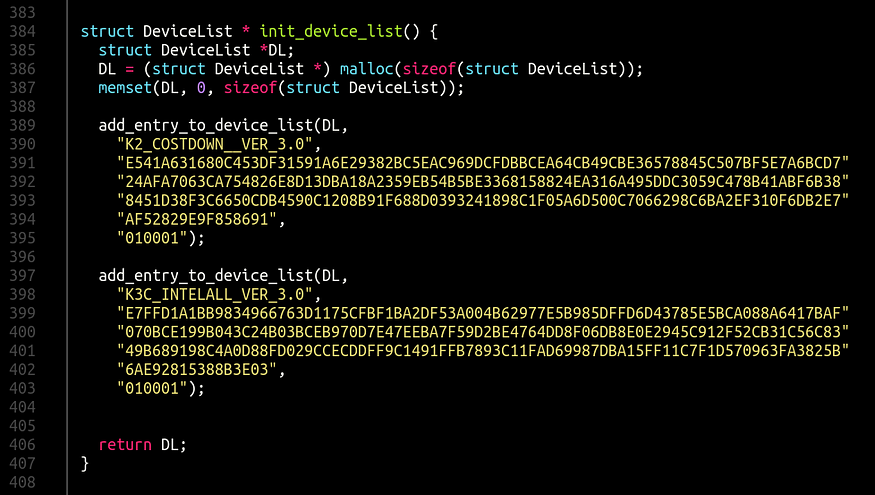 383
384 struct DeviceList * init_device_list() {
385 struct DeviceList *DL;
386 DL = (struct DeviceList *) malloc(sizeof(struct DeviceList));
387 memset(DL, 0, sizeof(struct DeviceList));
388
389 add_entry_to_device_list(DL,
390 "K2_COSTDOWN__VER_3.0",
391 "E541A631680C453DF31591A6E29382BC5EAC969DCFDBBCEA64CB49CBE36578845C507BF5E7A6BCD7"
392 "24AFA7063CA754826E8D13DBA18A2359EB54B5BE3368158824EA316A495DDC3059C478B41ABF6B38"
393 "8451D38F3C6650CDB4590C1208B91F688D0393241898C1F05A6D500C7066298C6BA2EF310F6DB2E7"
394 "AF52829E9F858691",
395 "010001");
396
397 add_entry_to_device_list(DL,
398 "K3C_INTELALL_VER_3.0",
399 "E7FFD1A1BB9834966763D1175CFBF1BA2DF53A004B62977E5B985DFFD6D43785E5BCA088A6417BAF"
400 "070BCE199B043C24B03BCEB970D7E47EEBA7F59D2BE4764DD8F06DB8E0E2945C912F52CB31C56C83"
401 "49B689198C4A0D88FD029CCECDDFF9C1491FFB7893C11FAD69987DBA15FF11C7F1D570963FA3825B"
402 "6AE92815388B3E03",
403 "010001");
404
405
406 return DL;
407 }
408